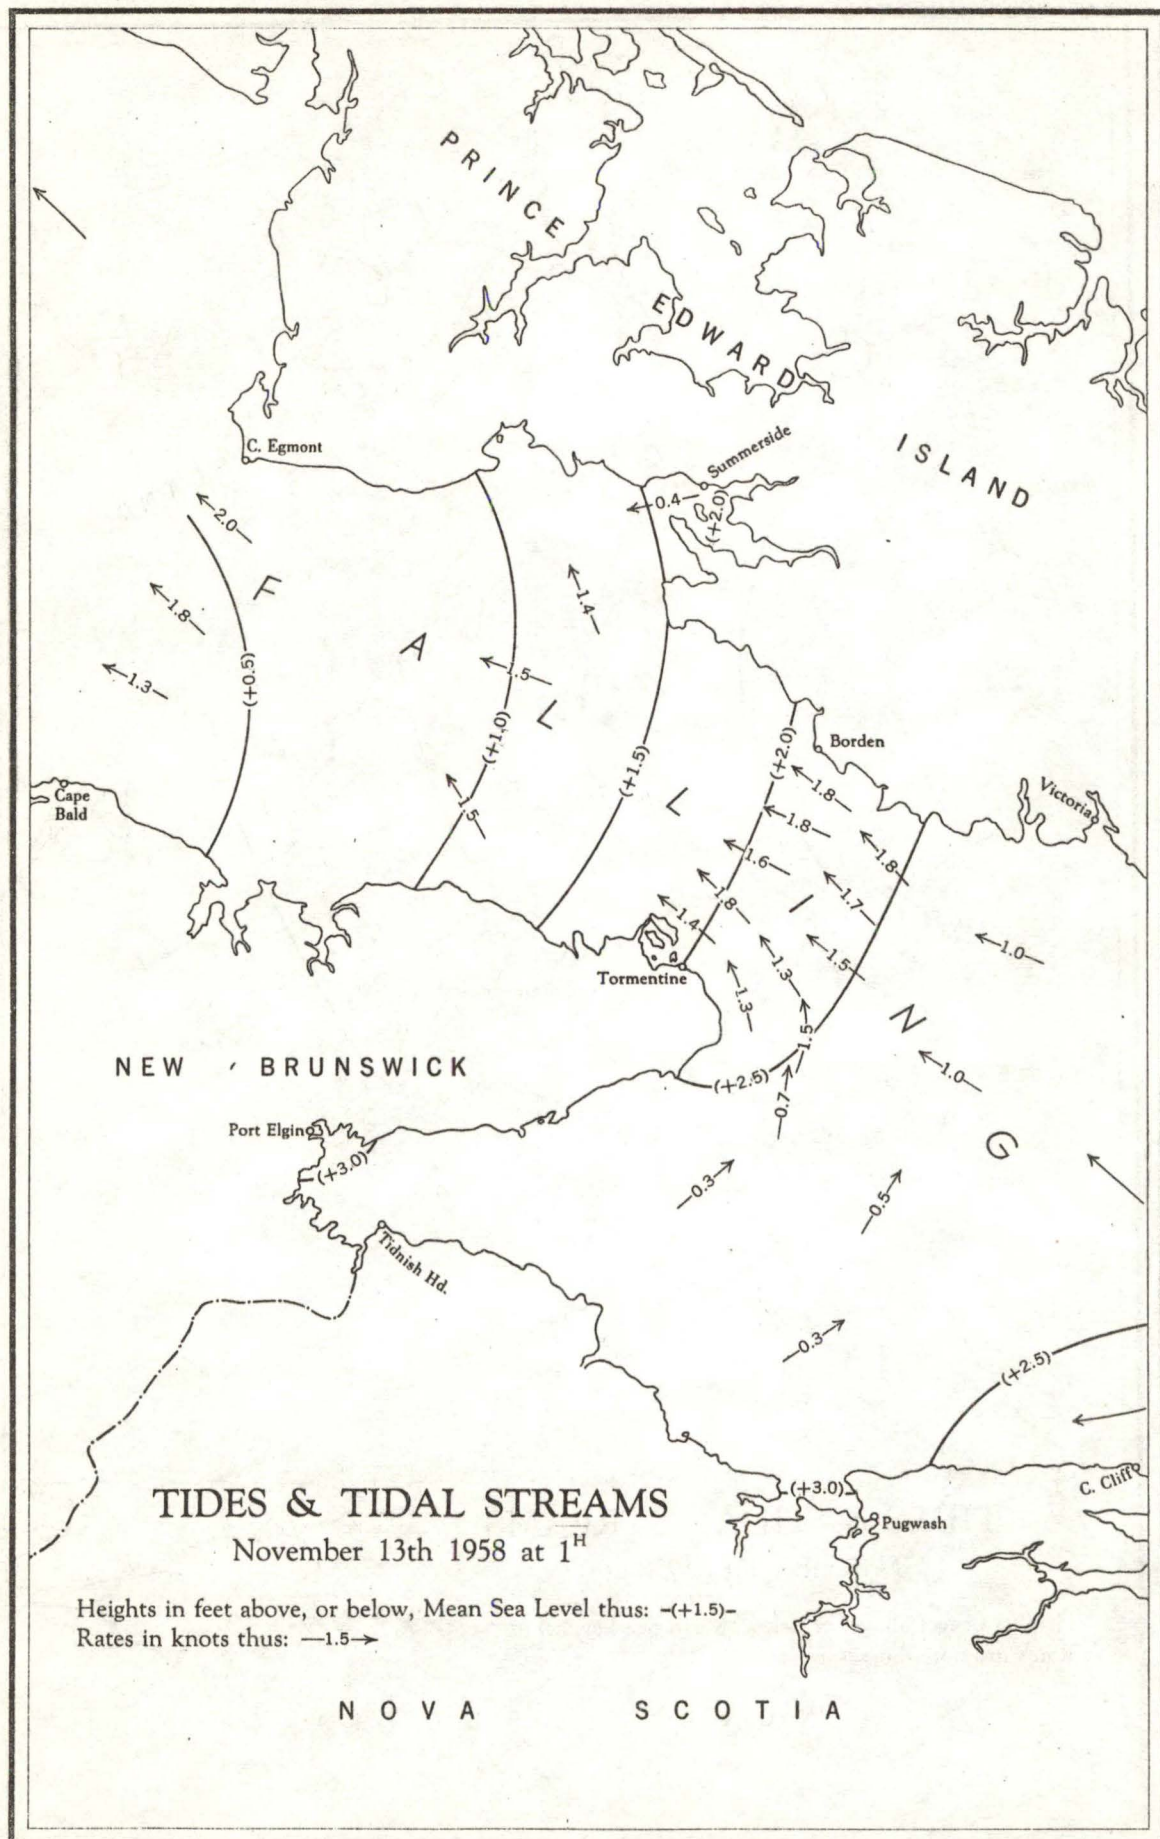 PRINCE
EDWARD
ISLAND
C. Egmont
Summerside
←0.4—
(+2.0)
←2.0—
FALLING
←1.8—
←1.4—
(+0.5)
←1.3—
←1.5—
(+1.0)
(+2.0)
Borden
(+1.5)
←1.8—
Cape
Bald
←1.5—
Victoria
←1.8—
←1.8—
←1.6—
←1.8—
←1.7—
←1.4—
←1.0—
←1.5—
←1.3—
Tormentine
←1.3—
←1.5—
NEW BRUNSWICK
(+2.5)
←1.0—
—0.7→
Port Elgin
(+3.0)
—0.3→
—0.5→
Tidnish Hd.
—0.3→
(+2.5)
C. Cliff
(+3.0)
Pugwash
TIDES & TIDAL STREAMS
November 13th 1958 at 1ᴴ
Heights in feet above, or below, Mean Sea Level thus: -(+1.5)-
Rates in knots thus: —1.5→
NOVA SCOTIA